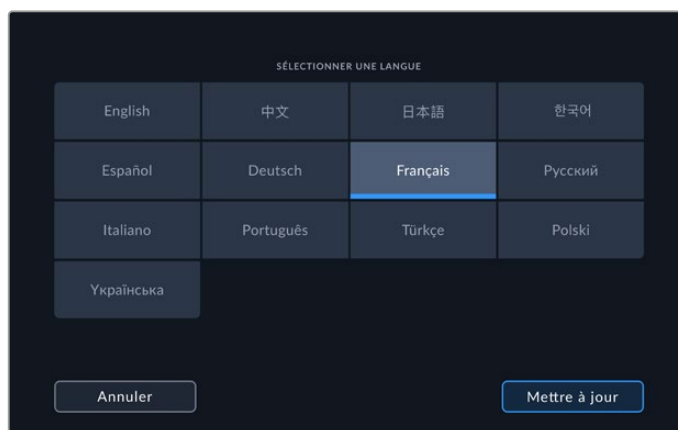 SÉLECTIONNER UNE LANGUE
English 中文 日本語 한국어
Español Deutsch Français Русский
Italiano Português Türkçe Polski
Українська
Annuler Mettre à jour